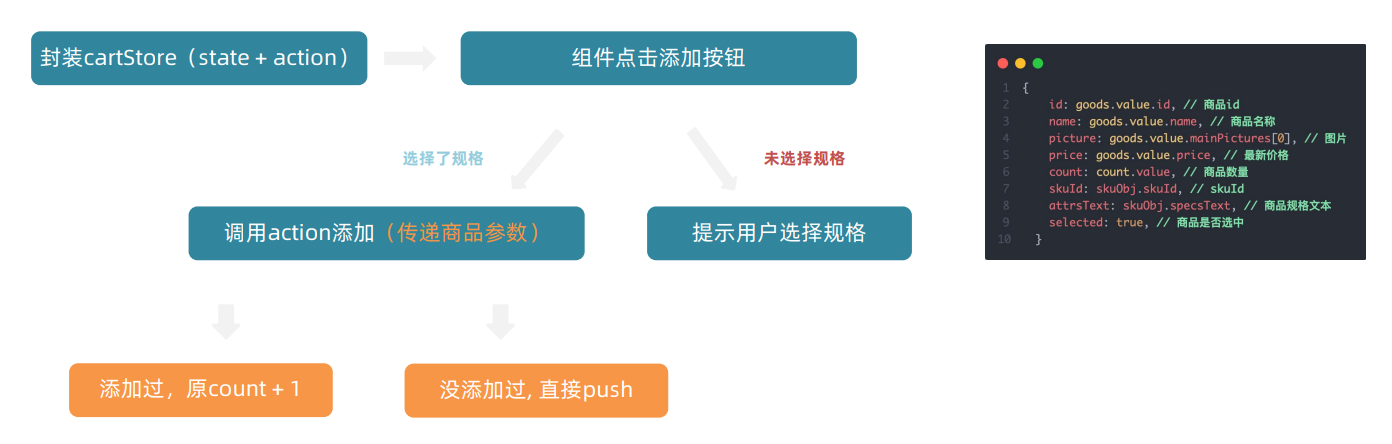 封装cartStore（state + action）
组件点击添加按钮
选择了规格
未选择规格
调用action添加（传递商品参数）
提示用户选择规格
添加过，原count + 1
没添加过, 直接push
1 {
2 id: goods.value.id, // 商品id
3 name: goods.value.name, // 商品名称
4 picture: goods.value.mainPictures[0], // 图片
5 price: goods.value.price, // 最新价格
6 count: count.value, // 商品数量
7 skuId: skuObj.skuId, // skuId
8 attrsText: skuObj.specsText, // 商品规格文本
9 selected: true, // 商品是否选中
10 }